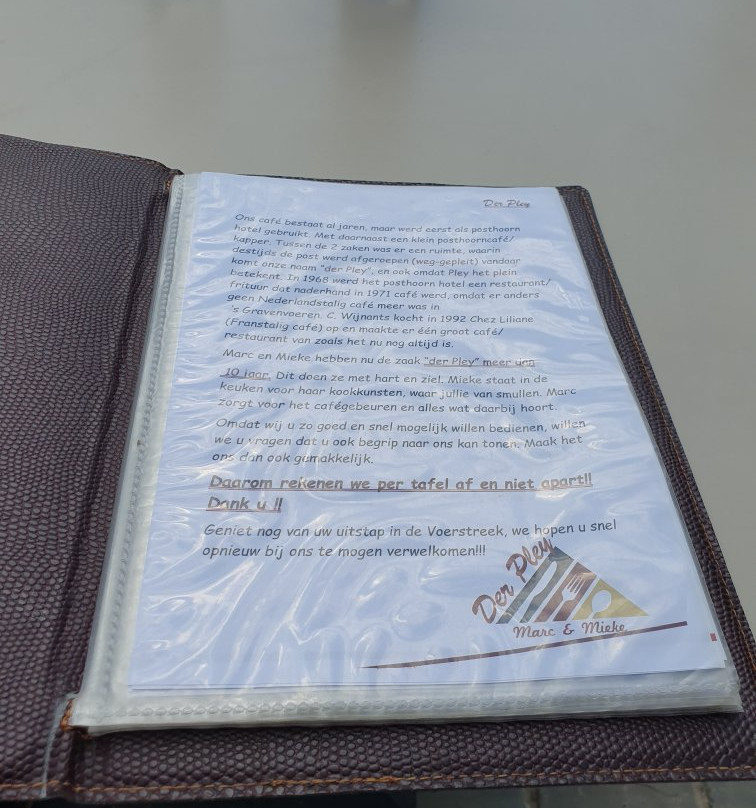 Der Pley
Ons café bestaat al jaren, maar werd eerst als posthoorn
hotel gebruikt. Met daarnaast een klein posthoorncafé/
kapper. Tussen de 2 zaken was er een ruimte, waarin
destijds de post werd afgeroepen (weg-gepleit) vandaar
komt onze naam "der Pley", en ook omdat Pley het plein
betekent. In 1968 werd het posthoorn hotel een restaurant/
frituur dat naderhand in 1971 café werd, omdat er anders
geen Nederlandstalig café meer was in
's Gravenvoeren. C. Wijnants kocht in 1992 Chez Liliane
(Franstalig café) op en maakte er één groot café/
restaurant van zoals het nu nog altijd is.
Marc en Mieke hebben nu de zaak "der Pley" meer dan
10 jaar. Dit doen ze met hart en ziel. Mieke staat in de
keuken voor haar kookkunsten, waar jullie van smullen. Marc
zorgt voor het cafégebeuren en alles wat daarbij hoort.
Omdat wij u zo goed en snel mogelijk willen bedienen, willen
we u vragen dat u ook begrip naar ons kan tonen. Maak het
ons dan ook gemakkelijk.
Daarom rekenen we per tafel af en niet apart!!
Dank u !!
Geniet nog van uw uitstap in de Voerstreek, we hopen u snel
opnieuw bij ons te mogen verwelkomen!!!
Der Pley
Marc & Mieke